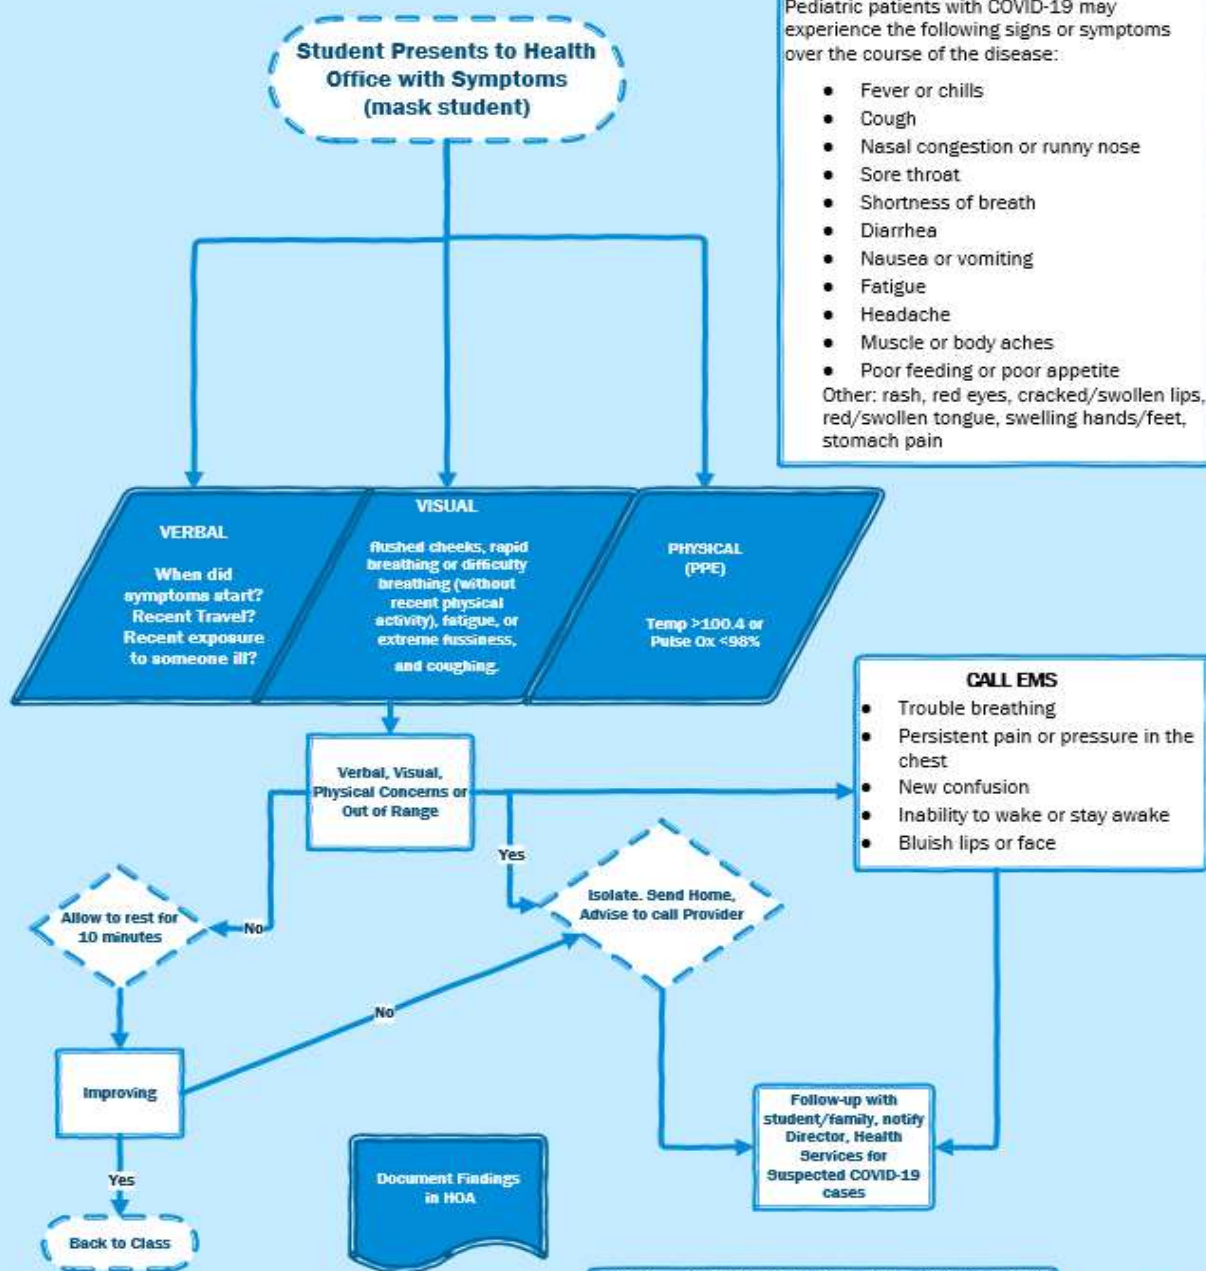 Student Presents to Health
Office with Symptoms
(mask student)
Pediatric patients with COVID-19 may
experience the following signs or symptoms
over the course of the disease:
● Fever or chills
● Cough
● Nasal congestion or runny nose
● Sore throat
● Shortness of breath
● Diarrhea
● Nausea or vomiting
● Fatigue
● Headache
● Muscle or body aches
● Poor feeding or poor appetite
Other: rash, red eyes, cracked/swollen lips,
red/swollen tongue, swelling hands/feet,
stomach pain
VERBAL
When did
symptoms start?
Recent Travel?
Recent exposure
to someone ill?
VISUAL
flushed cheeks, rapid
breathing or difficulty
breathing (without
recent physical
activity), fatigue, or
extreme fussiness,
and coughing.
PHYSICAL
(PPE)
Temp >100.4 or
Pulse Ox <98%
Verbal, Visual,
Physical Concerns or
Out of Range
CALL EMS
● Trouble breathing
● Persistent pain or pressure in the
chest
● New confusion
● Inability to wake or stay awake
● Bluish lips or face
Yes
No
Allow to rest for
10 minutes
Isolate. Send Home,
Advise to call Provider
No
Improving
Yes
Back to Class
Document Findings
in HOA
Follow-up with
student/family, notify
Director, Health
Services for
Suspected COVID-19
cases